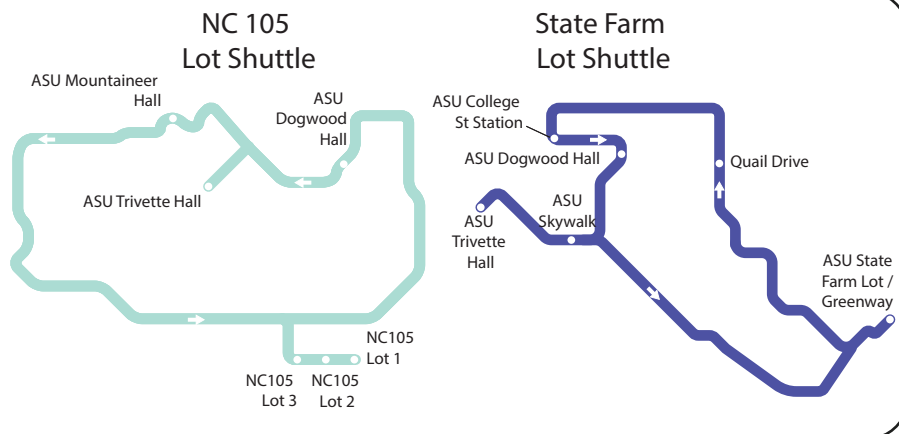 NC 105
Lot Shuttle
ASU Mountaineer
Hall
ASU
Dogwood
Hall
ASU Trivette Hall
NC105
Lot 1
NC105
Lot 2
NC105
Lot 3
State Farm
Lot Shuttle
ASU College
St Station
ASU Dogwood Hall
Quail Drive
ASU
Skywalk
ASU
Trivette
Hall
ASU State
Farm Lot /
Greenway